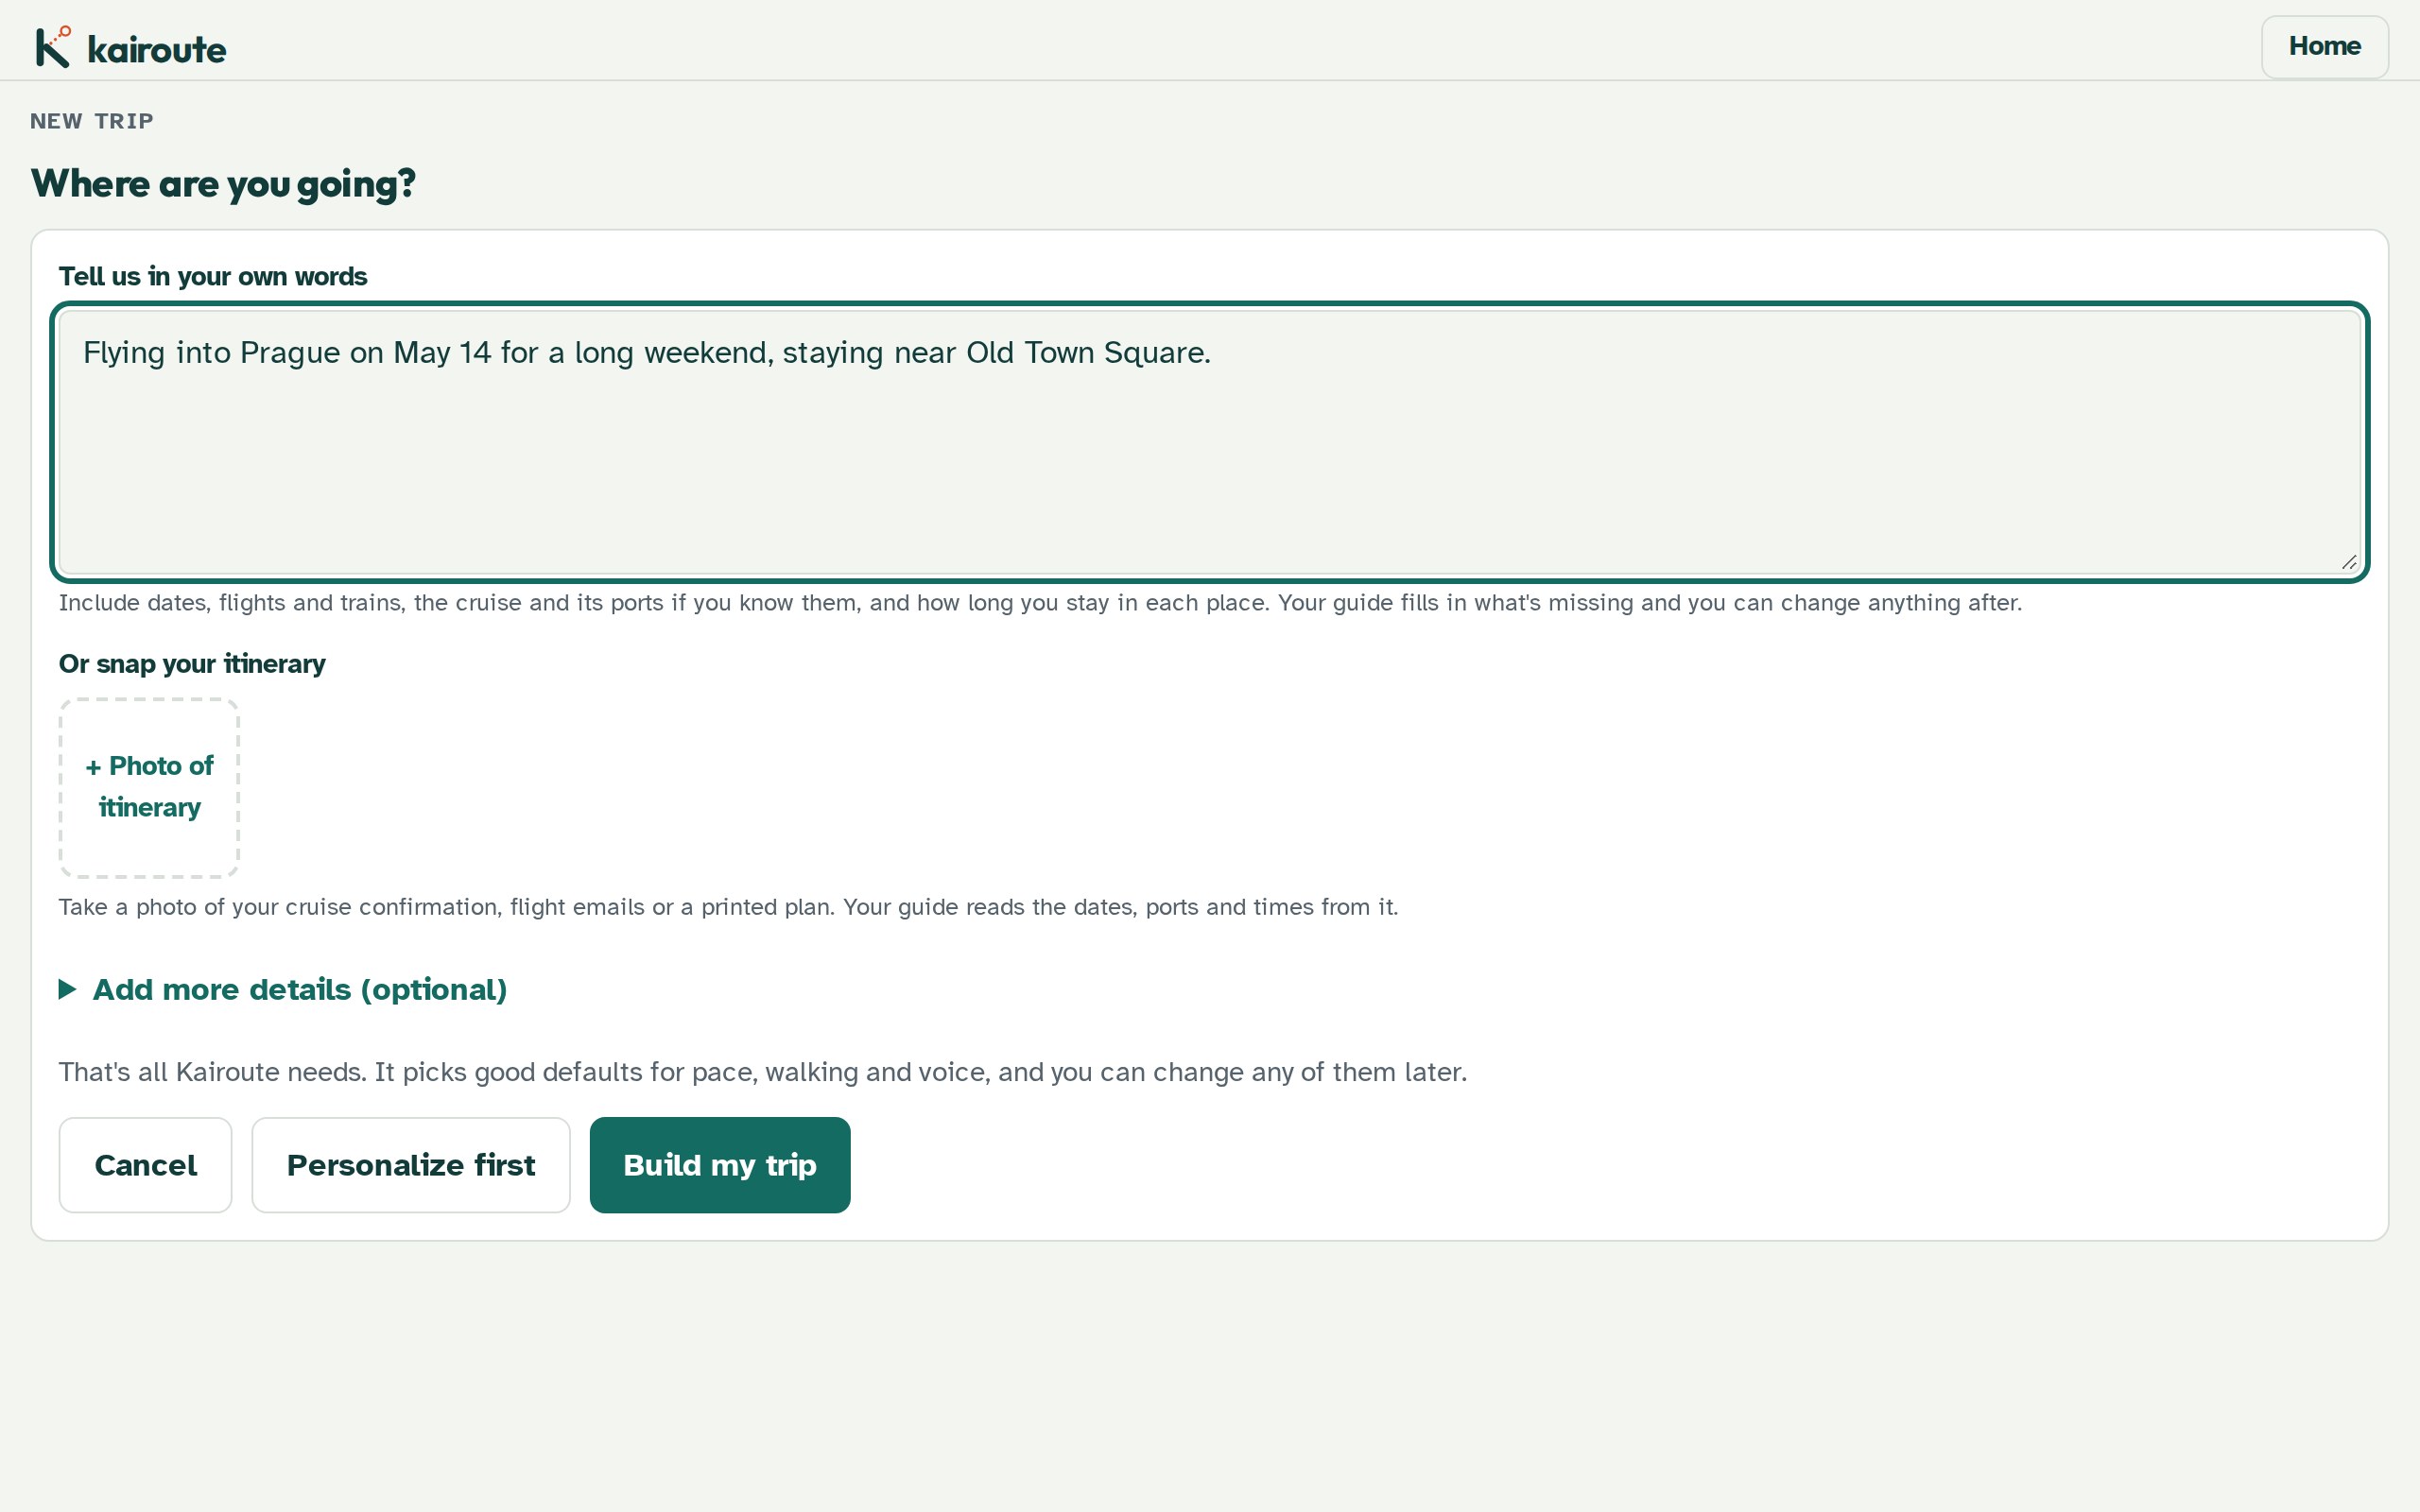 kairoute
Home
NEW TRIP
Where are you going?
Tell us in your own words
Flying into Prague on May 14 for a long weekend, staying near Old Town Square.
Include dates, flights and trains, the cruise and its ports if you know them, and how long you stay in each place. Your guide fills in what's missing and you can change anything after.
Or snap your itinerary
+ Photo of
itinerary
Take a photo of your cruise confirmation, flight emails or a printed plan. Your guide reads the dates, ports and times from it.
Add more details (optional)
That's all Kairoute needs. It picks good defaults for pace, walking and voice, and you can change any of them later.
Cancel
Personalize first
Build my trip